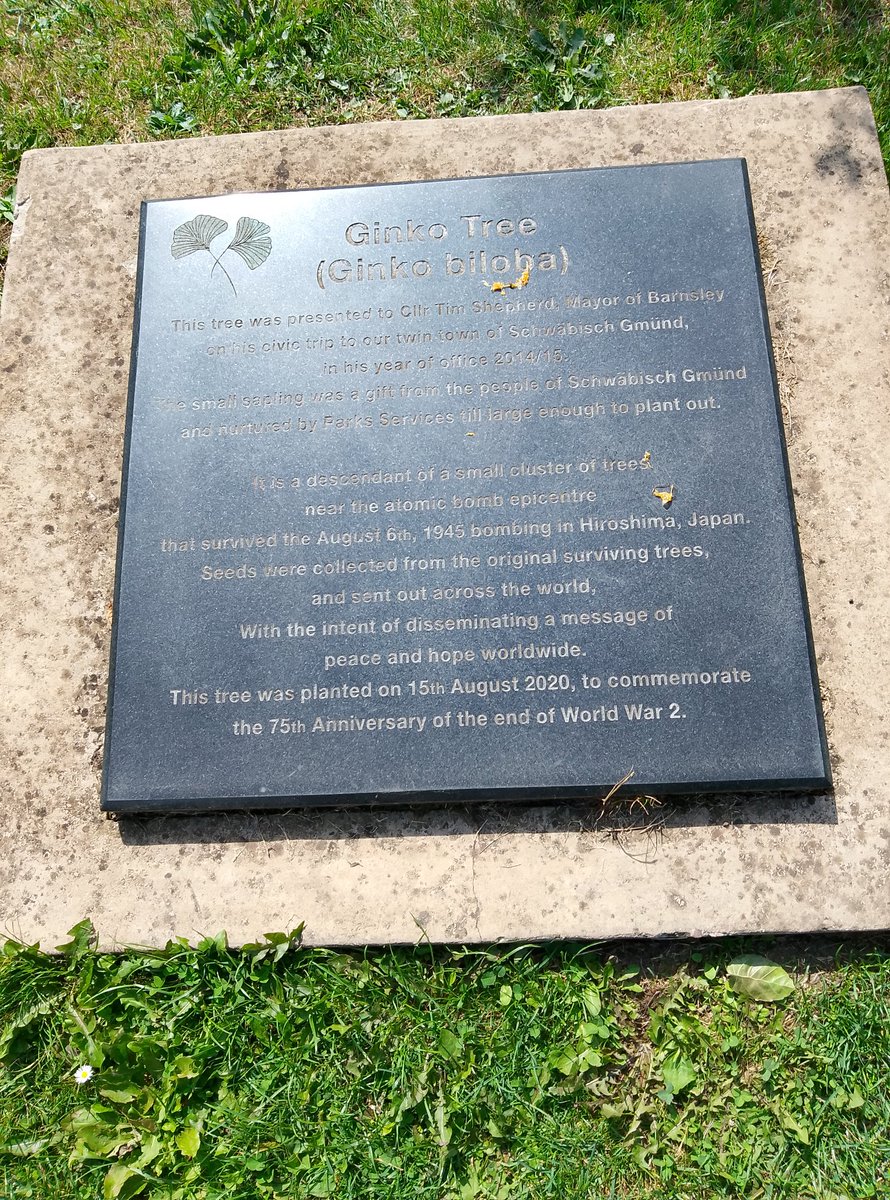 Ginko Tree
(Ginko biloba)
This tree was presented to Cllr Tim Shepherd, Mayor of Barnsley
on his civic trip to our twin town of Schwäbisch Gmünd,
in his year of office 2014/15.
The small sapling was a gift from the people of Schwäbisch Gmünd
and nurtured by Parks Services till large enough to plant out.
It is a descendant of a small cluster of trees
near the atomic bomb epicentre
that survived the August 6th, 1945 bombing in Hiroshima, Japan.
Seeds were collected from the original surviving trees,
and sent out across the world,
With the intent of disseminating a message of
peace and hope worldwide.
This tree was planted on 15th August 2020, to commemorate
the 75th Anniversary of the end of World War 2.